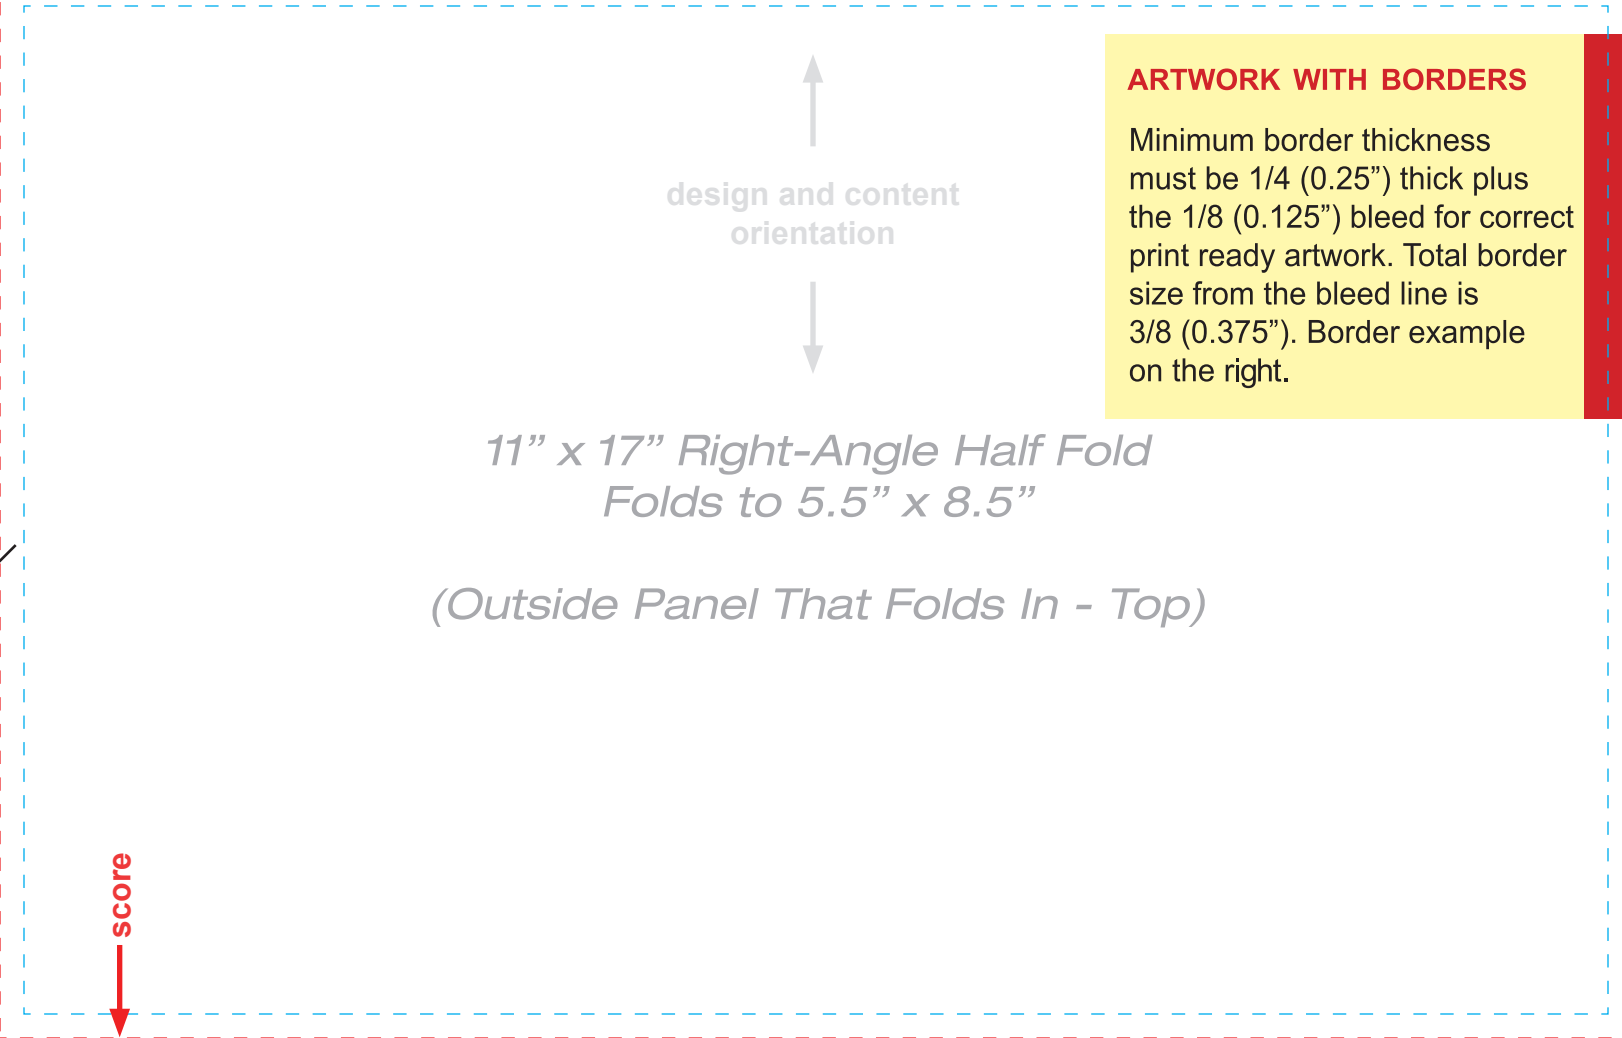 design and content
orientation
ARTWORK WITH BORDERS
Minimum border thickness
must be 1/4 (0.25”) thick plus
the 1/8 (0.125”) bleed for correct
print ready artwork. Total border
size from the bleed line is
3/8 (0.375”). Border example
on the right.
11” x 17” Right-Angle Half Fold
Folds to 5.5” x 8.5”
(Outside Panel That Folds In - Top)
score